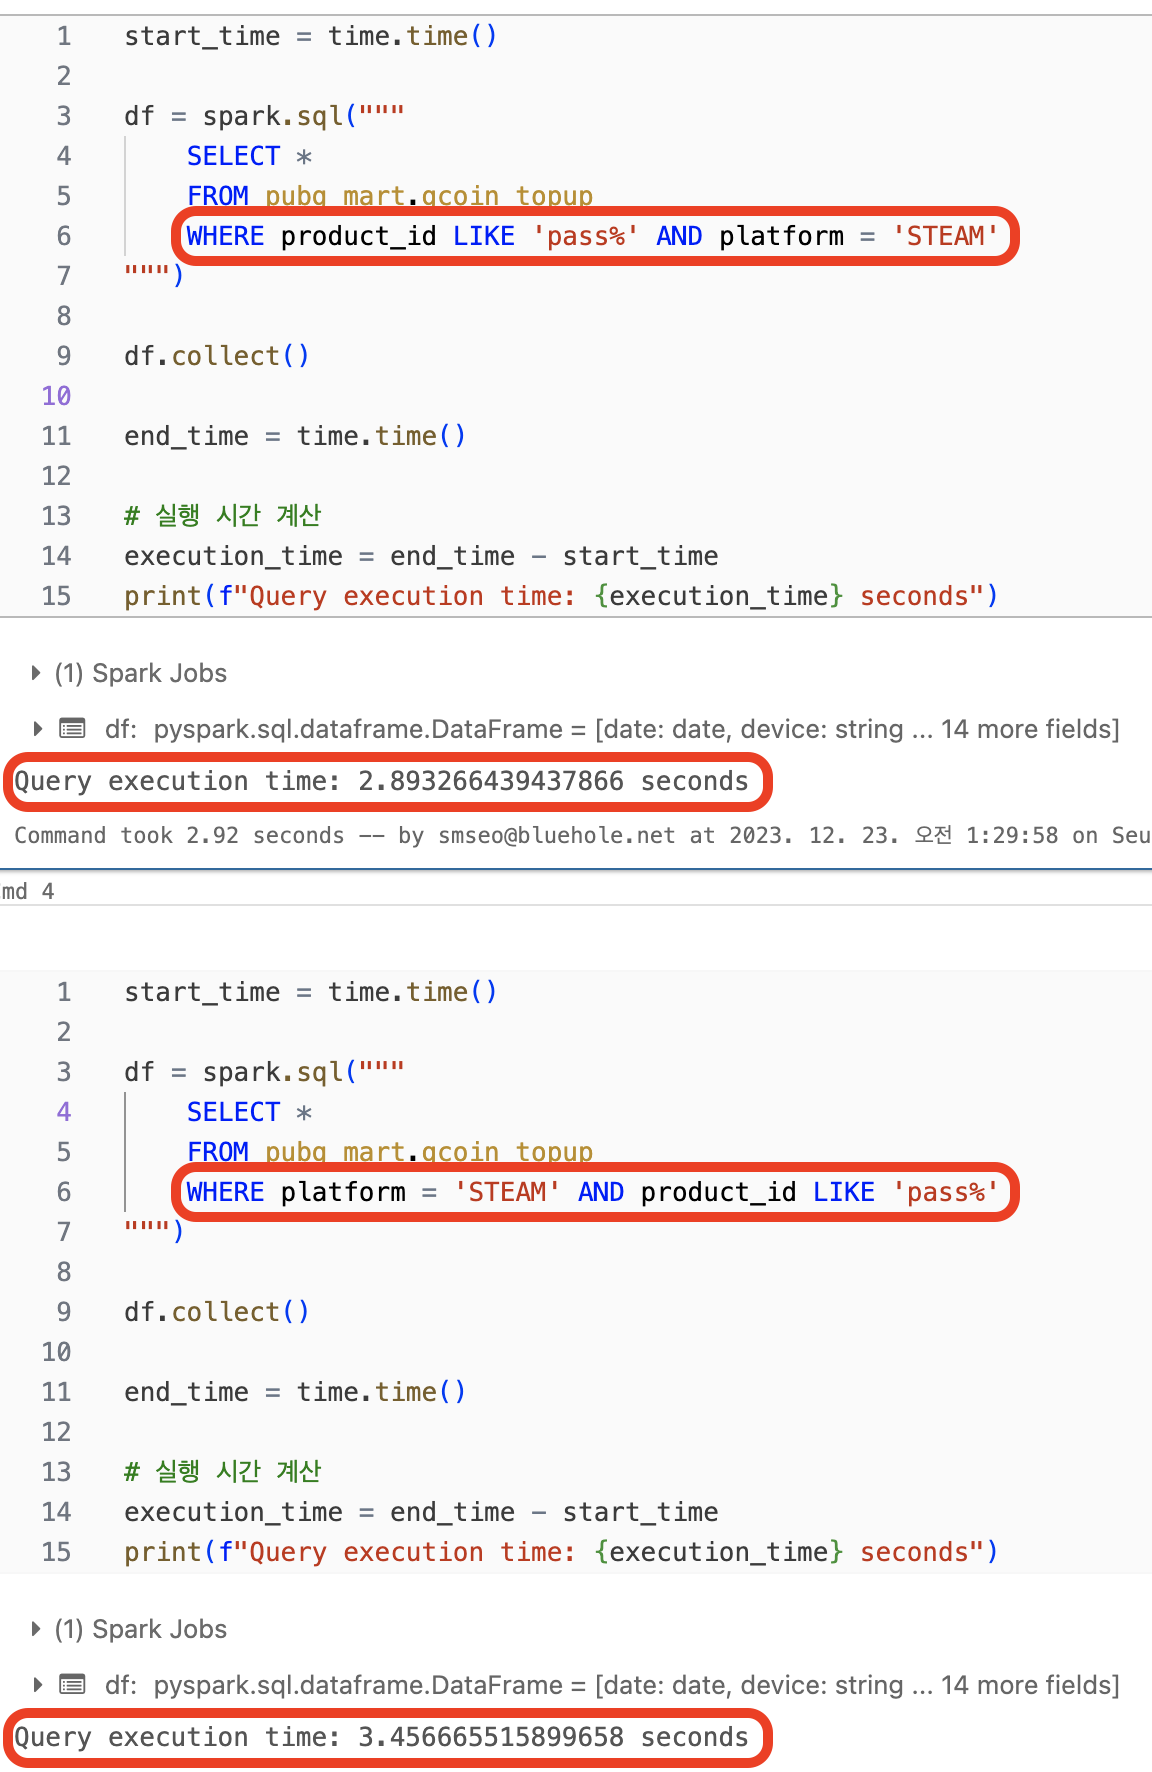 1 start_time = time.time()
2
3 df = spark.sql("""
4 SELECT *
5 FROM pubg_mart.gcoin_topup
6 WHERE product_id LIKE 'pass%' AND platform = 'STEAM'
7 """)
8
9 df.collect()
10
11 end_time = time.time()
12
13 # 실행 시간 계산
14 execution_time = end_time - start_time
15 print(f"Query execution time: {execution_time} seconds")
(1) Spark Jobs
df: pyspark.sql.dataframe.DataFrame = [date: date, device: string ... 14 more fields]
Query execution time: 2.893266439437866 seconds
Command took 2.92 seconds -- by smseo@bluehole.net at 2023. 12. 23. 오전 1:29:58 on Seu
md 4
1 start_time = time.time()
2
3 df = spark.sql("""
4 SELECT *
5 FROM pubg_mart.gcoin_topup
6 WHERE platform = 'STEAM' AND product_id LIKE 'pass%'
7 """)
8
9 df.collect()
10
11 end_time = time.time()
12
13 # 실행 시간 계산
14 execution_time = end_time - start_time
15 print(f"Query execution time: {execution_time} seconds")
(1) Spark Jobs
df: pyspark.sql.dataframe.DataFrame = [date: date, device: string ... 14 more fields]
Query execution time: 3.456665515899658 seconds